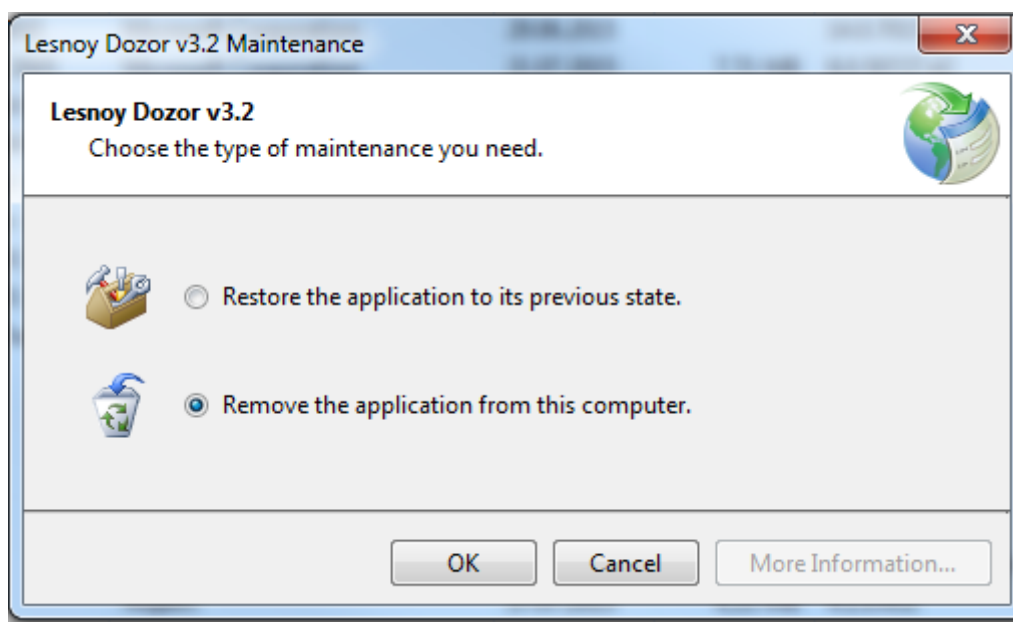 Lesnoy Dozor v3.2 Maintenance
Lesnoy Dozor v3.2
Choose the type of maintenance you need.
Restore the application to its previous state.
Remove the application from this computer.
OK
Cancel
More Information...